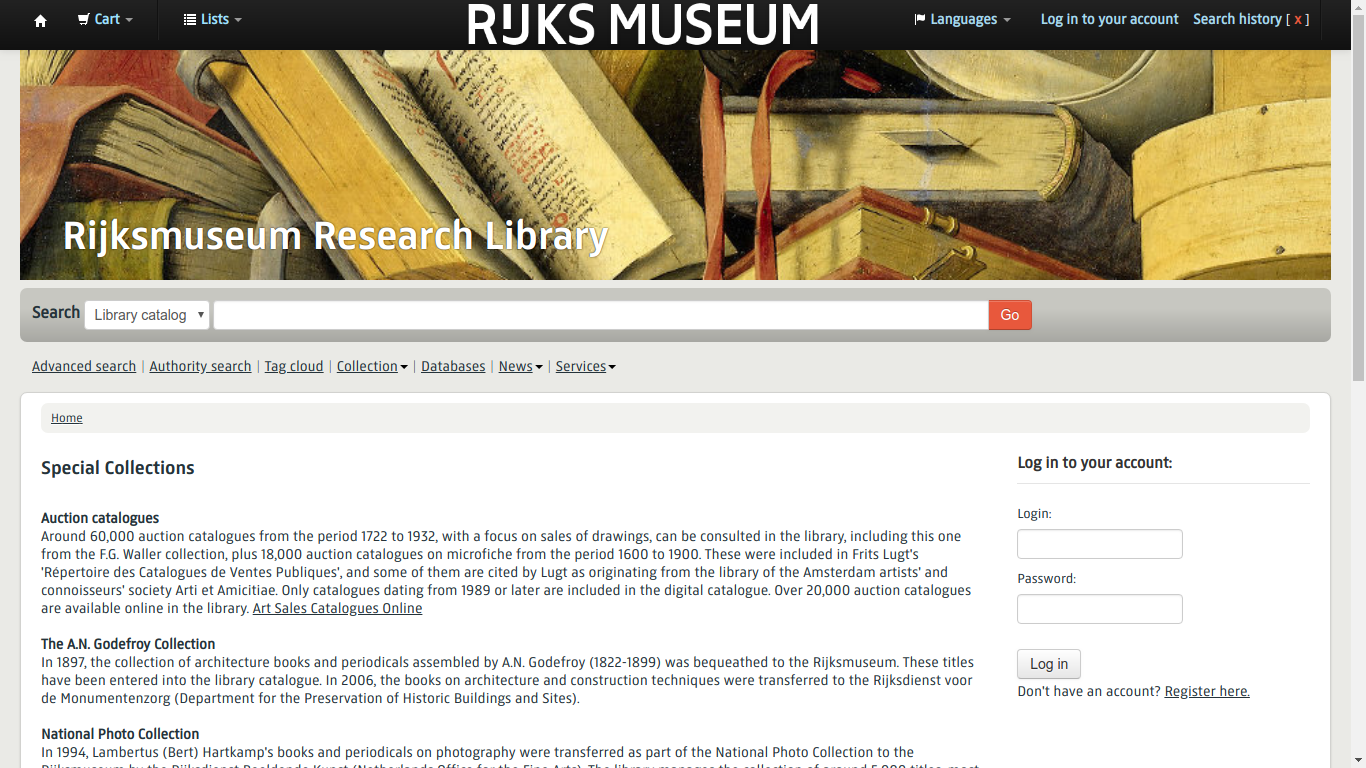 Cart
Lists
RIJKS MUSEUM
Languages
Log in to your account
Search history [ x ]
Rijksmuseum Research Library
Search
Library catalog
Go
Advanced search | Authority search | Tag cloud | Collection | Databases | News | Services
Home
Special Collections
Auction catalogues
Around 60,000 auction catalogues from the period 1722 to 1932, with a focus on sales of drawings, can be consulted in the library, including this one
from the F.G. Waller collection, plus 18,000 auction catalogues on microfiche from the period 1600 to 1900. These were included in Frits Lugt's
'Répertoire des Catalogues de Ventes Publiques', and some of them are cited by Lugt as originating from the library of the Amsterdam artists' and
connoisseurs' society Arti et Amicitiae. Only catalogues dating from 1989 or later are included in the digital catalogue. Over 20,000 auction catalogues
are available online in the library. Art Sales Catalogues Online
The A.N. Godefroy Collection
In 1897, the collection of architecture books and periodicals assembled by A.N. Godefroy (1822-1899) was bequeathed to the Rijksmuseum. These titles
have been entered into the library catalogue. In 2006, the books on architecture and construction techniques were transferred to the Rijksdienst voor
de Monumentenzorg (Department for the Preservation of Historic Buildings and Sites).
National Photo Collection
In 1994, Lambertus (Bert) Hartkamp's books and periodicals on photography were transferred as part of the National Photo Collection to the
Log in to your account:
Login:
Password:
Log in
Don't have an account? Register here.